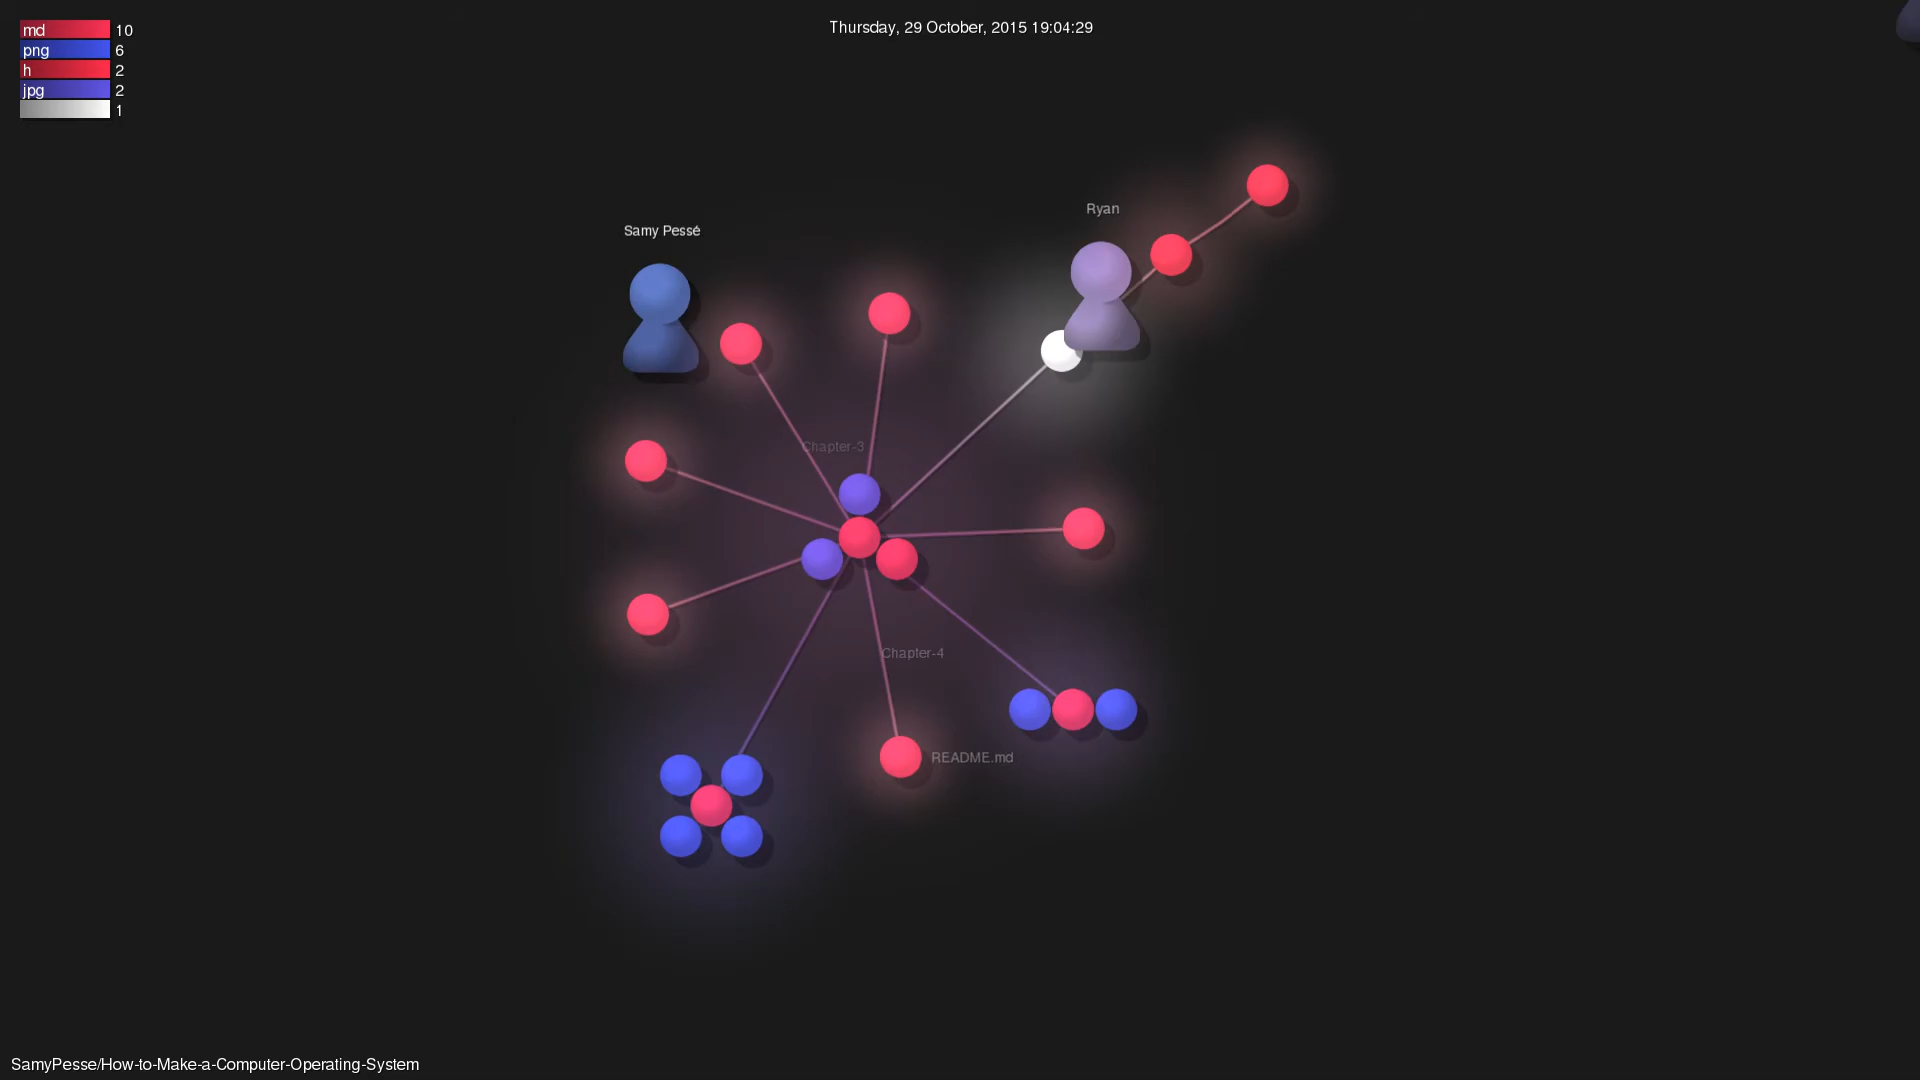 Thursday, 29 October, 2015 19:04:29
md 10
png 6
h 2
jpg 2
1
Ryan
Samy Pessé
Chapter-3
Chapter-4
README.md
SamyPesse/How-to-Make-a-Computer-Operating-System